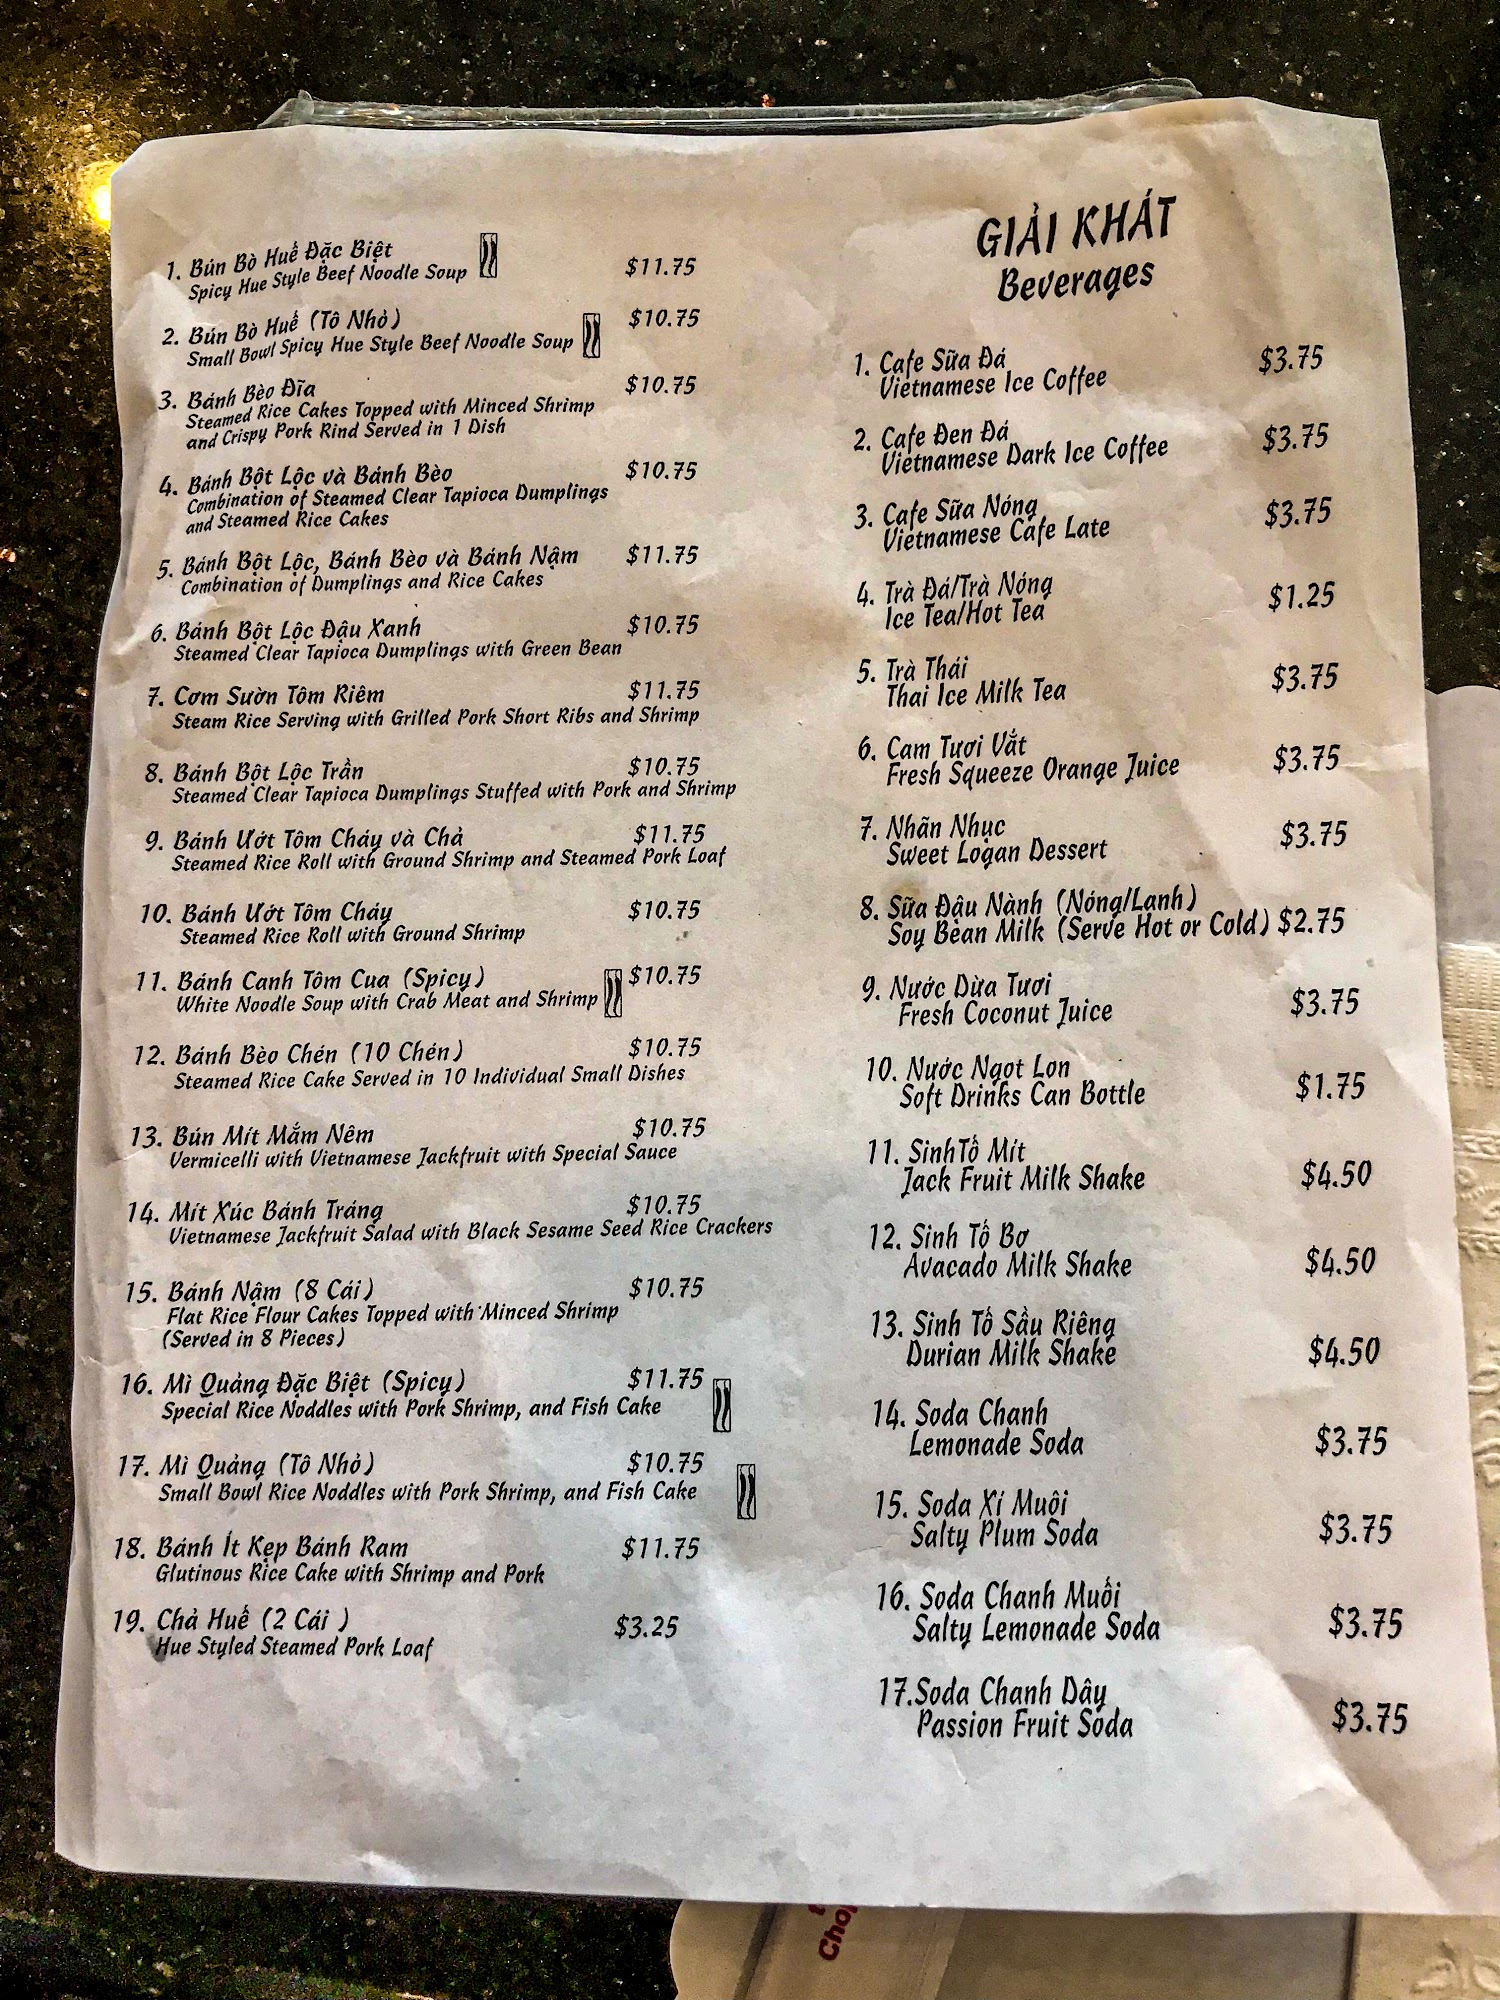 1. Bún Bò Huế Đặc Biệt $11.75
Spicy Hue Style Beef Noodle Soup
2. Bún Bò Huế (Tô Nhỏ) $10.75
Small Bowl Spicy Hue Style Beef Noodle Soup
3. Bánh Bèo Đĩa $10.75
Steamed Rice Cakes Topped with Minced Shrimp
and Crispy Pork Rind Served in 1 Dish
4. Bánh Bột Lộc và Bánh Bèo $10.75
Combination of Steamed Clear Tapioca Dumplings
and Steamed Rice Cakes
5. Bánh Bột Lộc, Bánh Bèo và Bánh Nậm $11.75
Combination of Dumplings and Rice Cakes
6. Bánh Bột Lộc Đậu Xanh $10.75
Steamed Clear Tapioca Dumplings with Green Bean
7. Cơm Sườn Tôm Riêm $11.75
Steam Rice Serving with Grilled Pork Short Ribs and Shrimp
8. Bánh Bột Lộc Trần $10.75
Steamed Clear Tapioca Dumplings Stuffed with Pork and Shrimp
9. Bánh Ướt Tôm Cháy và Chả $11.75
Steamed Rice Roll with Ground Shrimp and Steamed Pork Loaf
10. Bánh Ướt Tôm Cháy $10.75
Steamed Rice Roll with Ground Shrimp
11. Bánh Canh Tôm Cua (Spicy) $10.75
White Noodle Soup with Crab Meat and Shrimp
12. Bánh Bèo Chén (10 Chén) $10.75
Steamed Rice Cake Served in 10 Individual Small Dishes
13. Bún Mít Mắm Nêm $10.75
Vermicelli with Vietnamese Jackfruit with Special Sauce
14. Mít Xúc Bánh Tráng $10.75
Vietnamese Jackfruit Salad with Black Sesame Seed Rice Crackers
15. Bánh Nậm (8 Cái) $10.75
Flat Rice Flour Cakes Topped with Minced Shrimp
(Served in 8 Pieces)
16. Mì Quảng Đặc Biệt (Spicy) $11.75
Special Rice Noddles with Pork Shrimp, and Fish Cake
17. Mì Quảng (Tô Nhỏ) $10.75
Small Bowl Rice Noddles with Pork Shrimp, and Fish Cake
18. Bánh Ít Kẹp Bánh Ram $11.75
Glutinous Rice Cake with Shrimp and Pork
19. Chả Huế (2 Cái ) $3.25
Hue Styled Steamed Pork Loaf
GIẢI KHÁT
Beverages
1. Cafe Sữa Đá $3.75
Vietnamese Ice Coffee
2. Cafe Đen Đá $3.75
Vietnamese Dark Ice Coffee
3. Cafe Sữa Nóng $3.75
Vietnamese Cafe Late
4. Trà Đá/Trà Nóng $1.25
Ice Tea/Hot Tea
5. Trà Thái $3.75
Thai Ice Milk Tea
6. Cam Tươi Vắt $3.75
Fresh Squeeze Orange Juice
7. Nhãn Nhục $3.75
Sweet Logan Dessert
8. Sữa Đậu Nành (Nóng/Lạnh)
Soy Bean Milk (Serve Hot or Cold) $2.75
9. Nước Dừa Tươi $3.75
Fresh Coconut Juice
10. Nước Ngọt Lon $1.75
Soft Drinks Can Bottle
11. SinhTố Mít $4.50
Jack Fruit Milk Shake
12. Sinh Tố Bơ $4.50
Avacado Milk Shake
13. Sinh Tố Sầu Riêng $4.50
Durian Milk Shake
14. Soda Chanh $3.75
Lemonade Soda
15. Soda Xí Muôi $3.75
Salty Plum Soda
16. Soda Chanh Muối $3.75
Salty Lemonade Soda
17.Soda Chanh Dây $3.75
Passion Fruit Soda